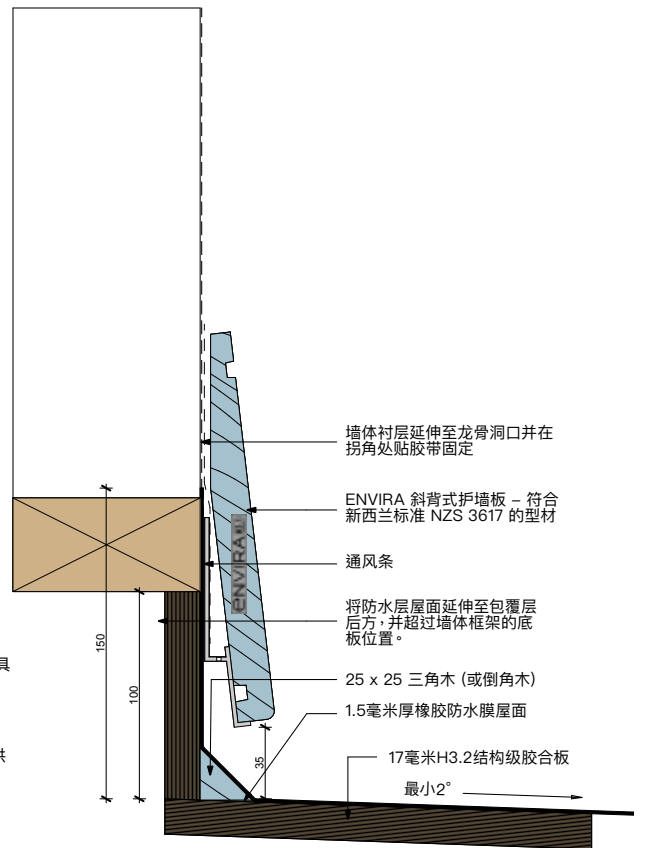 墙体衬层延伸至龙骨洞口并在
拐角处贴胶带固定
ENVIRA 斜背式护墙板 – 符合
新西兰标准 NZS 3617 的型材
通风条
将防水层屋面延伸至包覆层
后方，并超过墙体框架的底
板位置。
25 x 25 三角木 (或倒角木)
1.5毫米厚橡胶防水膜屋面
17毫米H3.2结构级胶合板
最小2°
ENVIRA
150
100
35
具